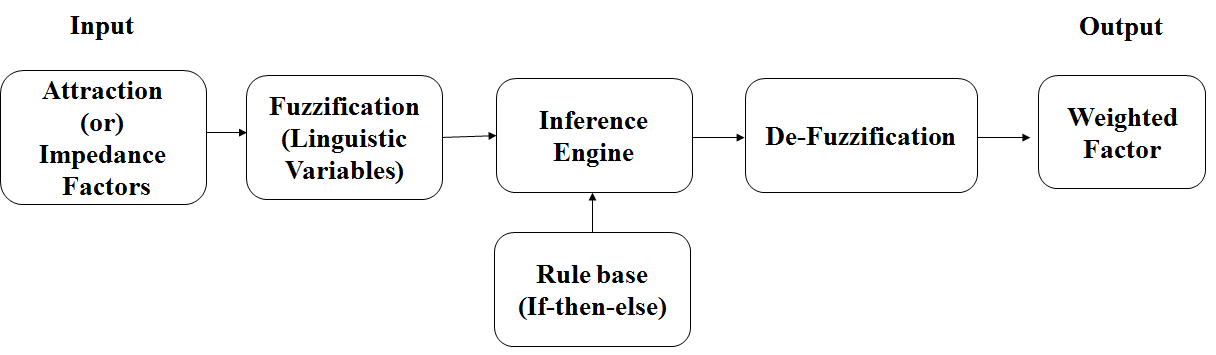 Input
Output
Attraction
(or)
Impedance
Factors
Fuzzification
(Linguistic
Variables)
Inference
Engine
De-Fuzzification
Weighted
Factor
Rule base
(If-then-else)